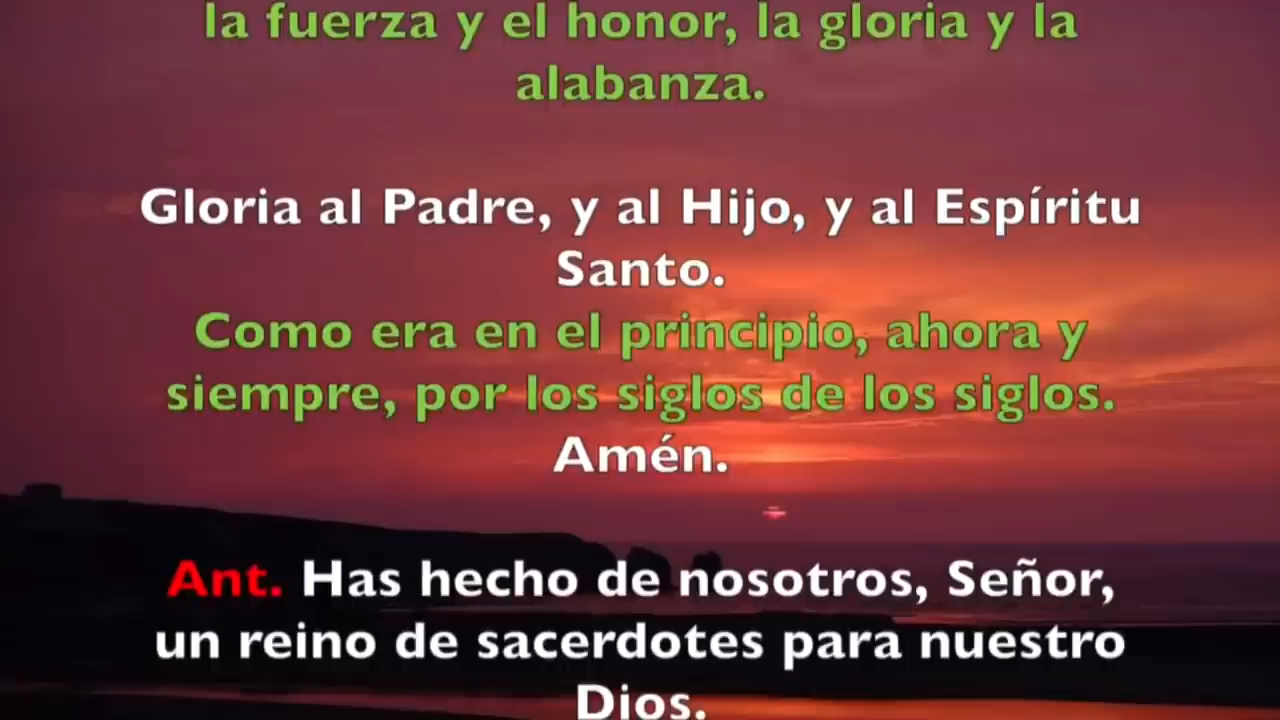 la fuerza y el honor, la gloria y la
alabanza.
Gloria al Padre, y al Hijo, y al Espíritu
Santo.
Como era en el principio, ahora y
siempre, por los siglos de los siglos.
Amén.
Ant. Has hecho de nosotros, Señor,
un reino de sacerdotes para nuestro
Dios.